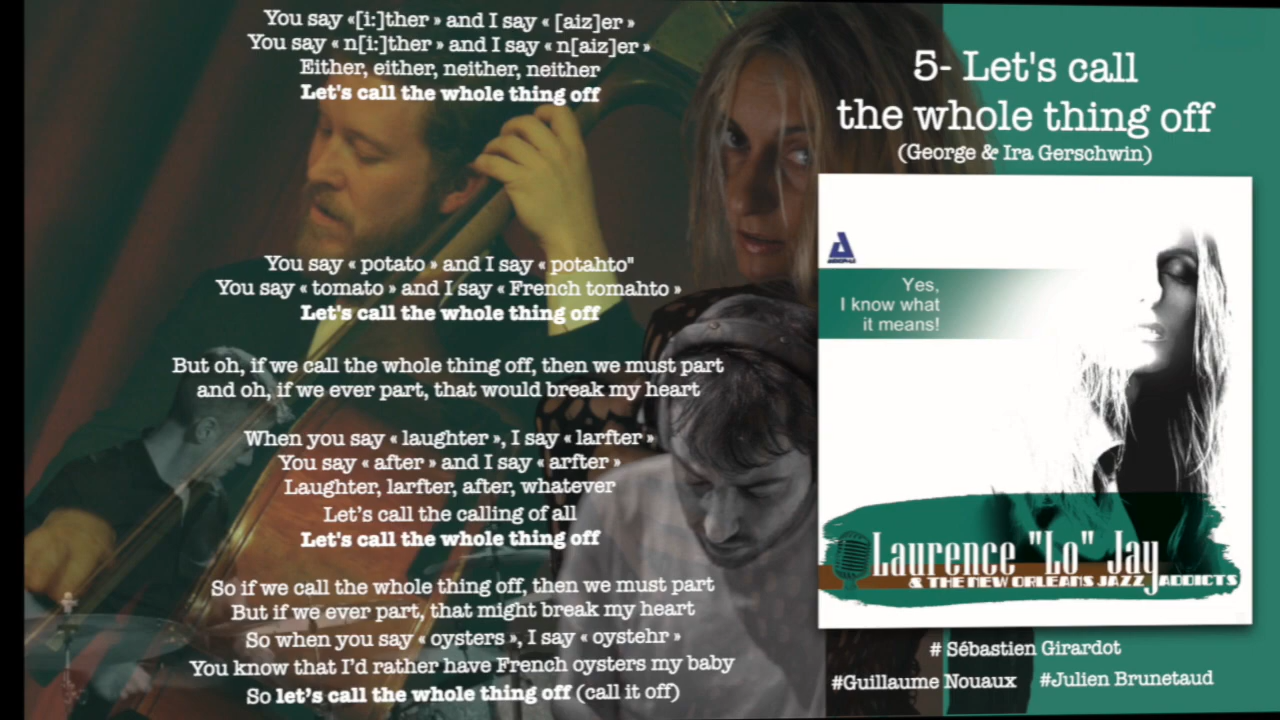 You say «[i:]ther » and I say « [aiz]er »
You say « n[i:]ther » and I say « n[aiz]er »
Either, either, neither, neither
Let's call the whole thing off
You say « potato » and I say « potahto"
You say « tomato » and I say « French tomahto »
Let's call the whole thing off
But oh, if we call the whole thing off, then we must part
and oh, if we ever part, that would break my heart
When you say « laughter », I say « larfter »
You say « after » and I say « arfter »
Laughter, larfter, after, whatever
Let's call the calling of all
Let's call the whole thing off
So if we call the whole thing off, then we must part
But if we ever part, that might break my heart
So when you say « oysters », I say « oystehr »
You know that I'd rather have French oysters my baby
So let's call the whole thing off (call it off)
5- Let's call
the whole thing off
(George & Ira Gerschwin)
Yes,
I know what
it means!
Laurence "Lo" Jay
& THE NEW ORLEANS JAZZ ADDICTS
# Sébastien Girardot
#Guillaume Nouaux #Julien Brunetaud